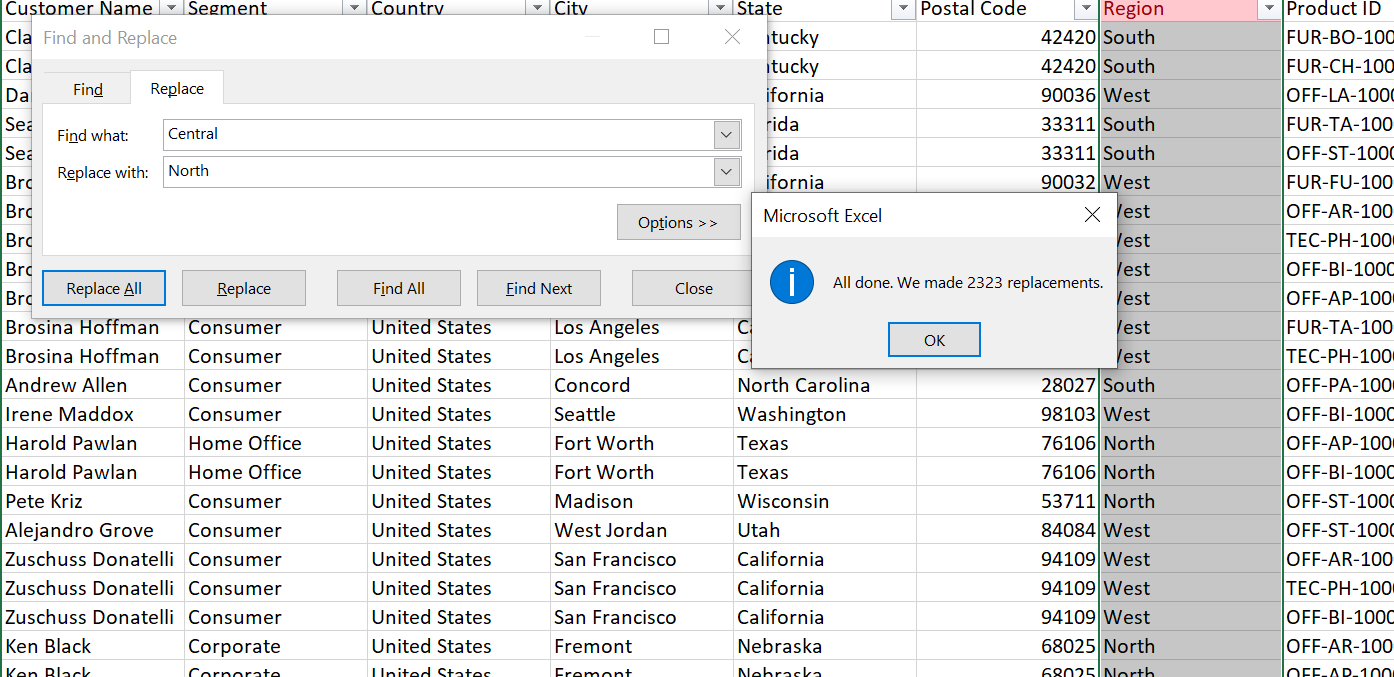 Customer Name Segment Country City State Postal Code Region Product ID
Find and Replace
Cla ntucky 42420 South FUR-BO-100
Cla ntucky 42420 South FUR-CH-100
Find Replace
Da ifornia 90036 West OFF-LA-1000
Find what: Central
Sea rida 33311 South FUR-TA-1000
Sea rida 33311 South OFF-ST-1000
Replace with: North
Bro ifornia 90032 West FUR-FU-1000
Options >>
Bro West OFF-AR-1000
Bro West TEC-PH-1000
Bro West OFF-BI-1000
Bro West OFF-AP-1000
Replace All Replace Find All Find Next Close
Microsoft Excel
All done. We made 2323 replacements.
OK
Brosina Hoffman Consumer United States Los Angeles Ca West FUR-TA-1000
Brosina Hoffman Consumer United States Los Angeles Ca West TEC-PH-1000
Andrew Allen Consumer United States Concord North Carolina 28027 South OFF-PA-1000
Irene Maddox Consumer United States Seattle Washington 98103 West OFF-BI-1000
Harold Pawlan Home Office United States Fort Worth Texas 76106 North OFF-AP-1000
Harold Pawlan Home Office United States Fort Worth Texas 76106 North OFF-BI-1000
Pete Kriz Consumer United States Madison Wisconsin 53711 North OFF-ST-1000
Alejandro Grove Consumer United States West Jordan Utah 84084 West OFF-ST-1000
Zuschuss Donatelli Consumer United States San Francisco California 94109 West OFF-AR-1000
Zuschuss Donatelli Consumer United States San Francisco California 94109 West TEC-PH-1000
Zuschuss Donatelli Consumer United States San Francisco California 94109 West OFF-BI-1000
Ken Black Corporate United States Fremont Nebraska 68025 North OFF-AR-1000
Ken Black Corporate United States Fremont Nebraska 68025 North OFF-AP-1000